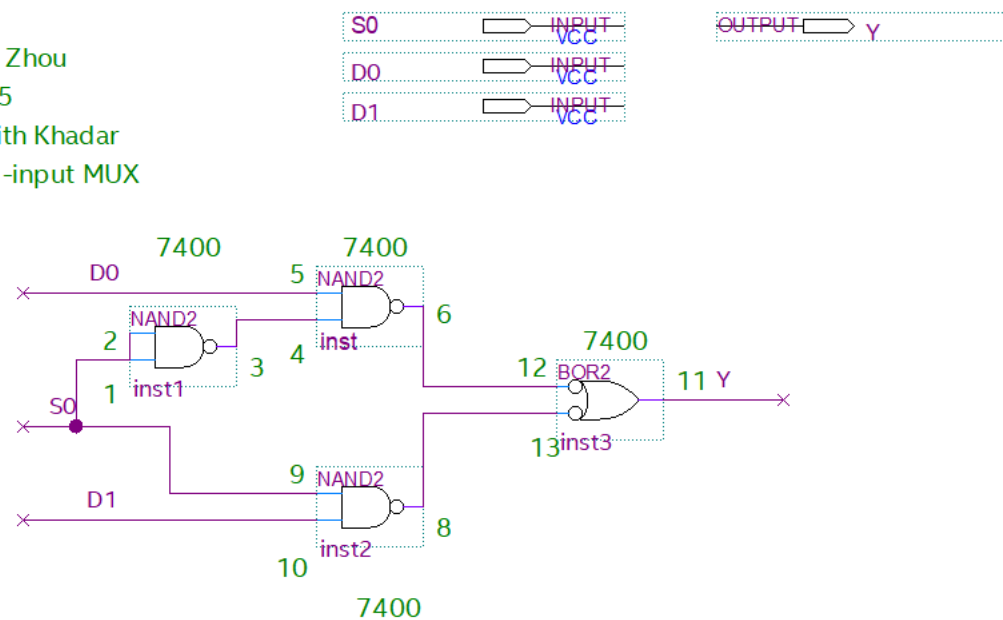 S0 INPUT VCC
OUTPUT Y
Zhou
D0 INPUT VCC
5
D1 INPUT VCC
ith Khadar
-input MUX
7400 7400
D0 5 NAND2
NAND2 6
2 inst 7400
4 3 12 BOR2 11 Y
1 inst1
S0
13 inst3
9 NAND2
D1
8
inst2
10
7400